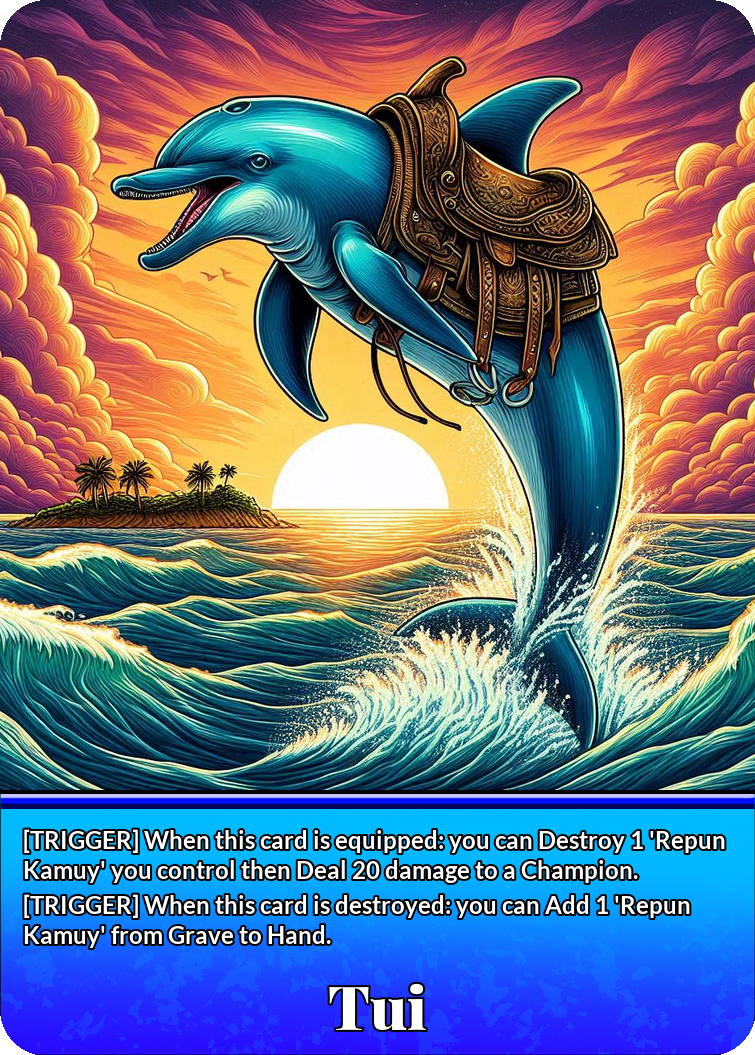 [TRIGGER] When this card is equipped: you can Destroy 1 'Repun
Kamuy' you control then Deal 20 damage to a Champion.
[TRIGGER] When this card is destroyed: you can Add 1 'Repun
Kamuy' from Grave to Hand.
Tui